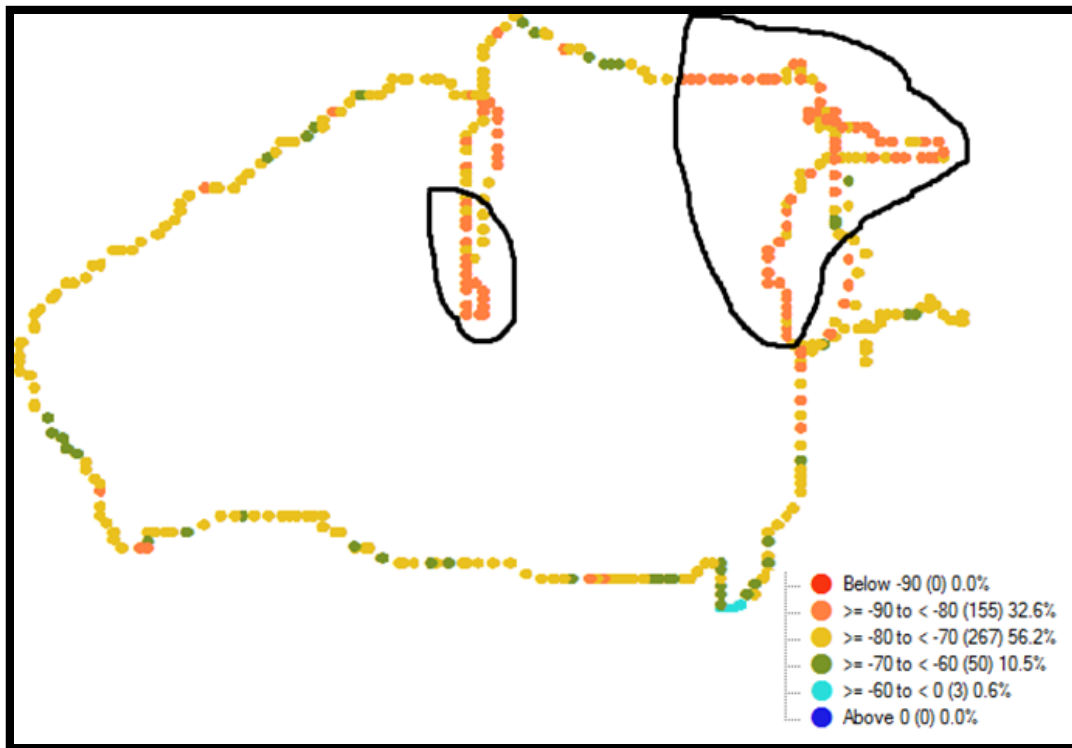 Below -90 (0) 0.0%
>= -90 to < -80 (155) 32.6%
>= -80 to < -70 (267) 56.2%
>= -70 to < -60 (50) 10.5%
>= -60 to < 0 (3) 0.6%
Above 0 (0) 0.0%